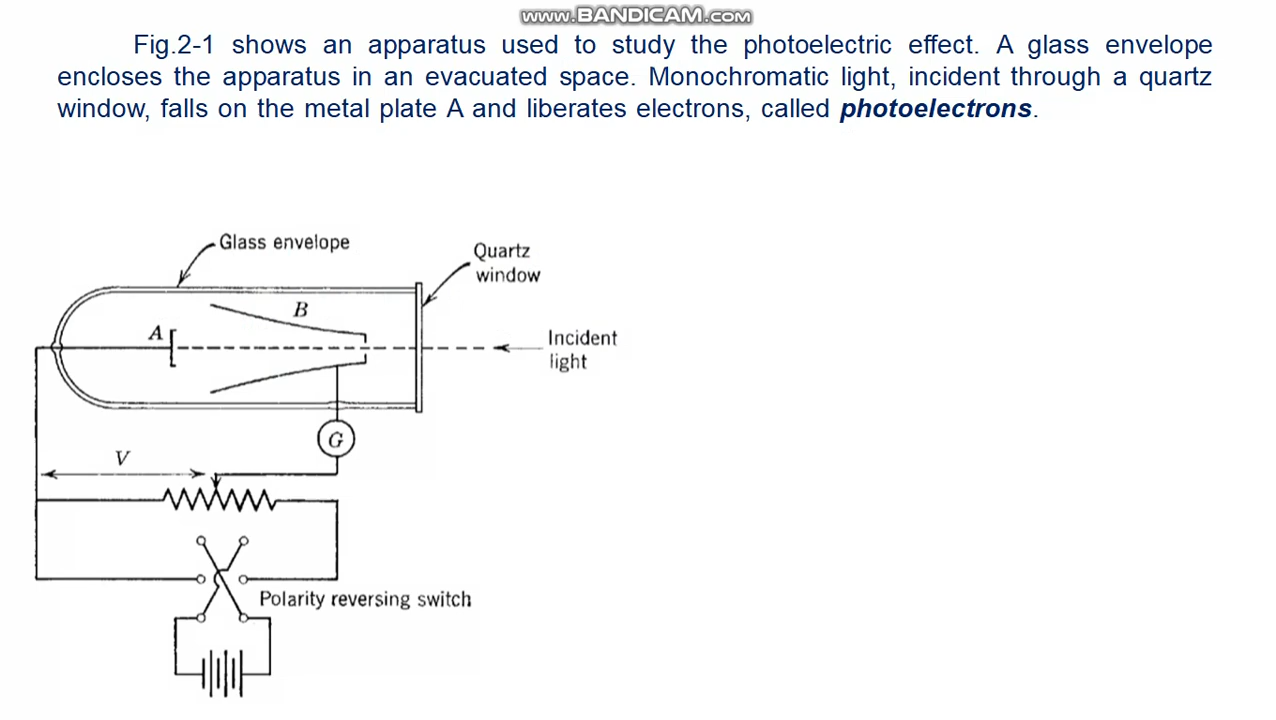 www.BANDICAM.com
Fig.2-1 shows an apparatus used to study the photoelectric effect. A glass envelope
encloses the apparatus in an evacuated space. Monochromatic light, incident through a quartz
window, falls on the metal plate A and liberates electrons, called photoelectrons.
Glass envelope
Quartz
window
B
A
Incident
light
G
V
Polarity reversing switch